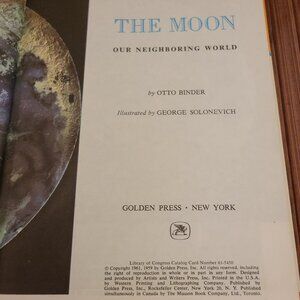 THE MOON
OUR NEIGHBORING WORLD
by OTTO BINDER
Illustrated by GEORGE SOLONEVICH
GOLDEN PRESS • NEW YORK
Library of Congress Catalog Card Number 61-5450
© Copyright 1961, 1959 by Golden Press, Inc. All rights reserved, including the
right of reproduction in whole or in part in any form. Designed and
produced by Artists and Writers Press, Inc. Printed in the U.S.A.
by Western Printing and Lithographing Company. Published by
Golden Press, Inc., Rockefeller Center, New York 20, N. Y. Published
simultaneously in Canada by The Musson Book Company, Ltd., Toronto.